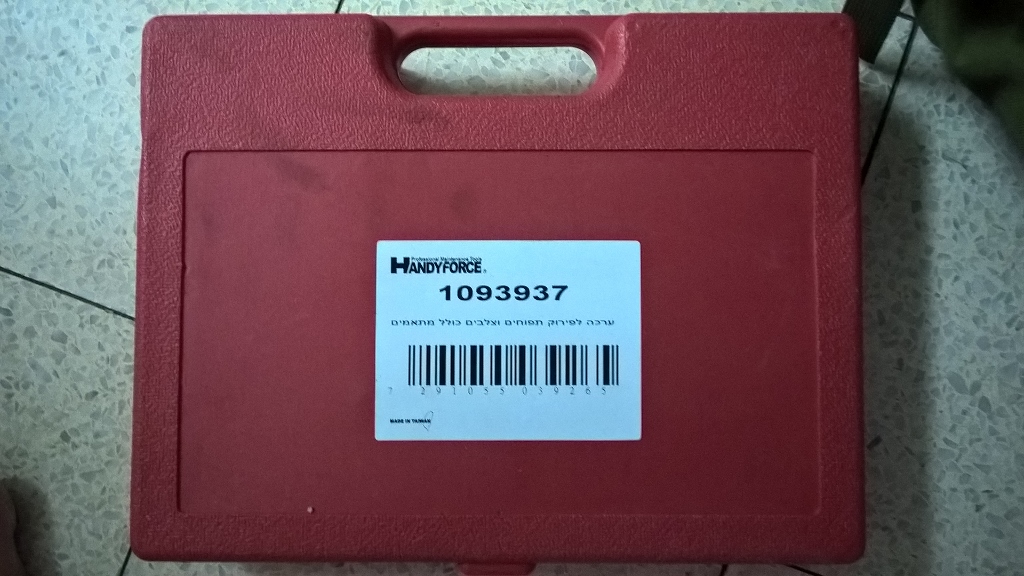 Professional Maintenance Tools
HANDYFORCE®
1093937
ערכה לפירוק תפוחים וצלבים כולל מתאמים
7 291055 039265
MADE IN TAIWAN